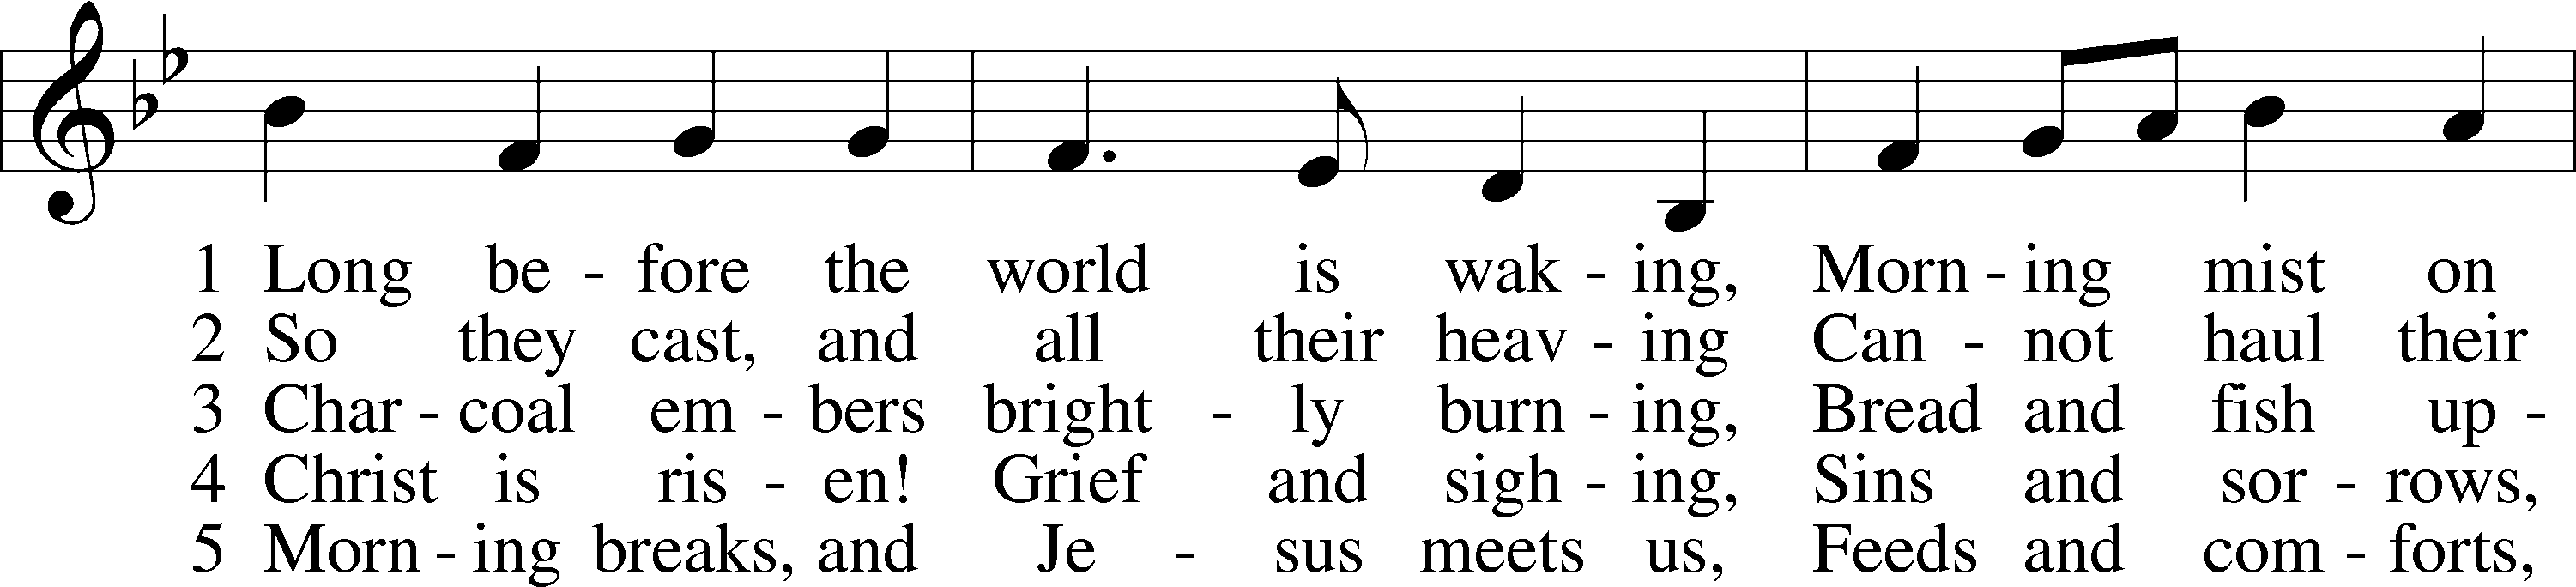 1 Long be - fore the world is wak - ing, Morn - ing mist on
2 So they cast, and all their heav - ing Can - not haul their
3 Char - coal em - bers bright - ly burn - ing, Bread and fish up -
4 Christ is ris - en! Grief and sigh - ing, Sins and sor - rows,
5 Morn - ing breaks, and Je - sus meets us, Feeds and com - forts,